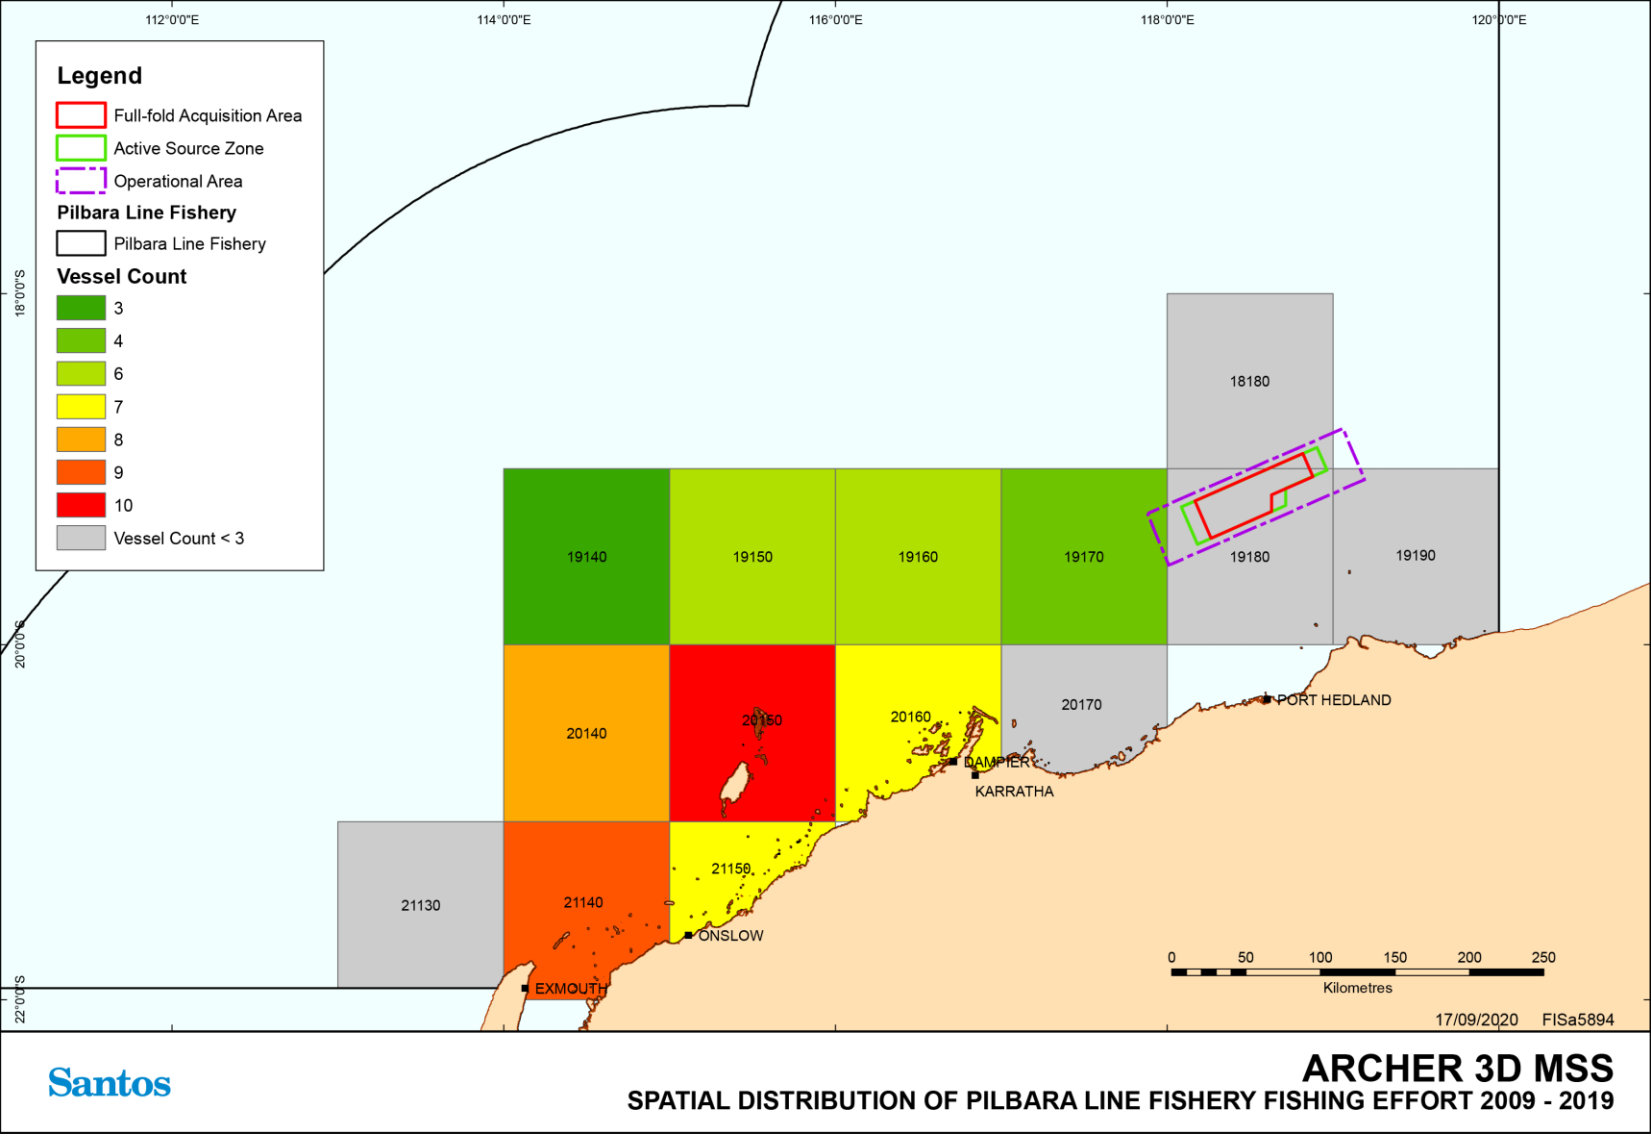 112°0'0"E 114°0'0"E 116°0'0"E 118°0'0"E 120°0'0"E
Legend
Full-fold Acquisition Area
Active Source Zone
Operational Area
Pilbara Line Fishery
Pilbara Line Fishery
Vessel Count
3
4
6
7
8
9
10
Vessel Count < 3
18°0'0"S
20°0'0"S
22°0'0"S
18180
19140 19150 19160 19170 19180 19190
20140 20150 20160 20170
21130 21140 21150
PORT HEDLAND
DAMPIER
KARRATHA
ONSLOW
EXMOUTH
0 50 100 150 200 250
Kilometres
17/09/2020 FISa5894
Santos
ARCHER 3D MSS
SPATIAL DISTRIBUTION OF PILBARA LINE FISHERY FISHING EFFORT 2009 - 2019